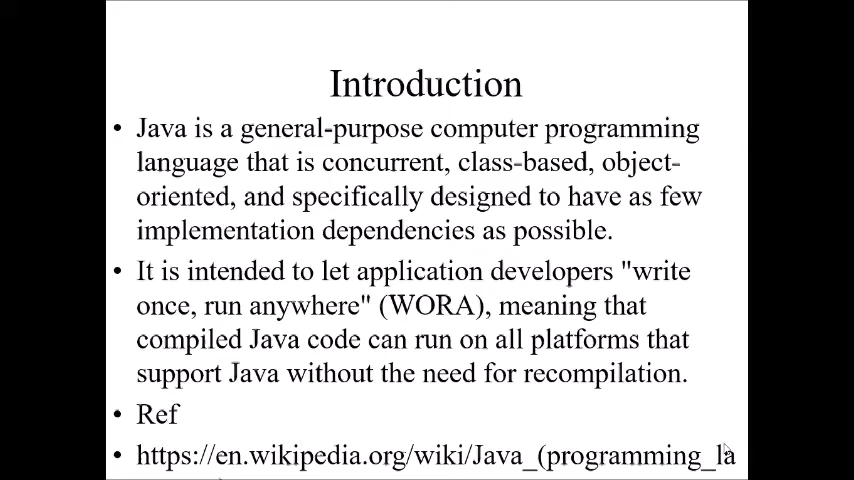 Introduction
• Java is a general-purpose computer programming
language that is concurrent, class-based, object-
oriented, and specifically designed to have as few
implementation dependencies as possible.
• It is intended to let application developers "write
once, run anywhere" (WORA), meaning that
compiled Java code can run on all platforms that
support Java without the need for recompilation.
• Ref
• https://en.wikipedia.org/wiki/Java_(programming_la